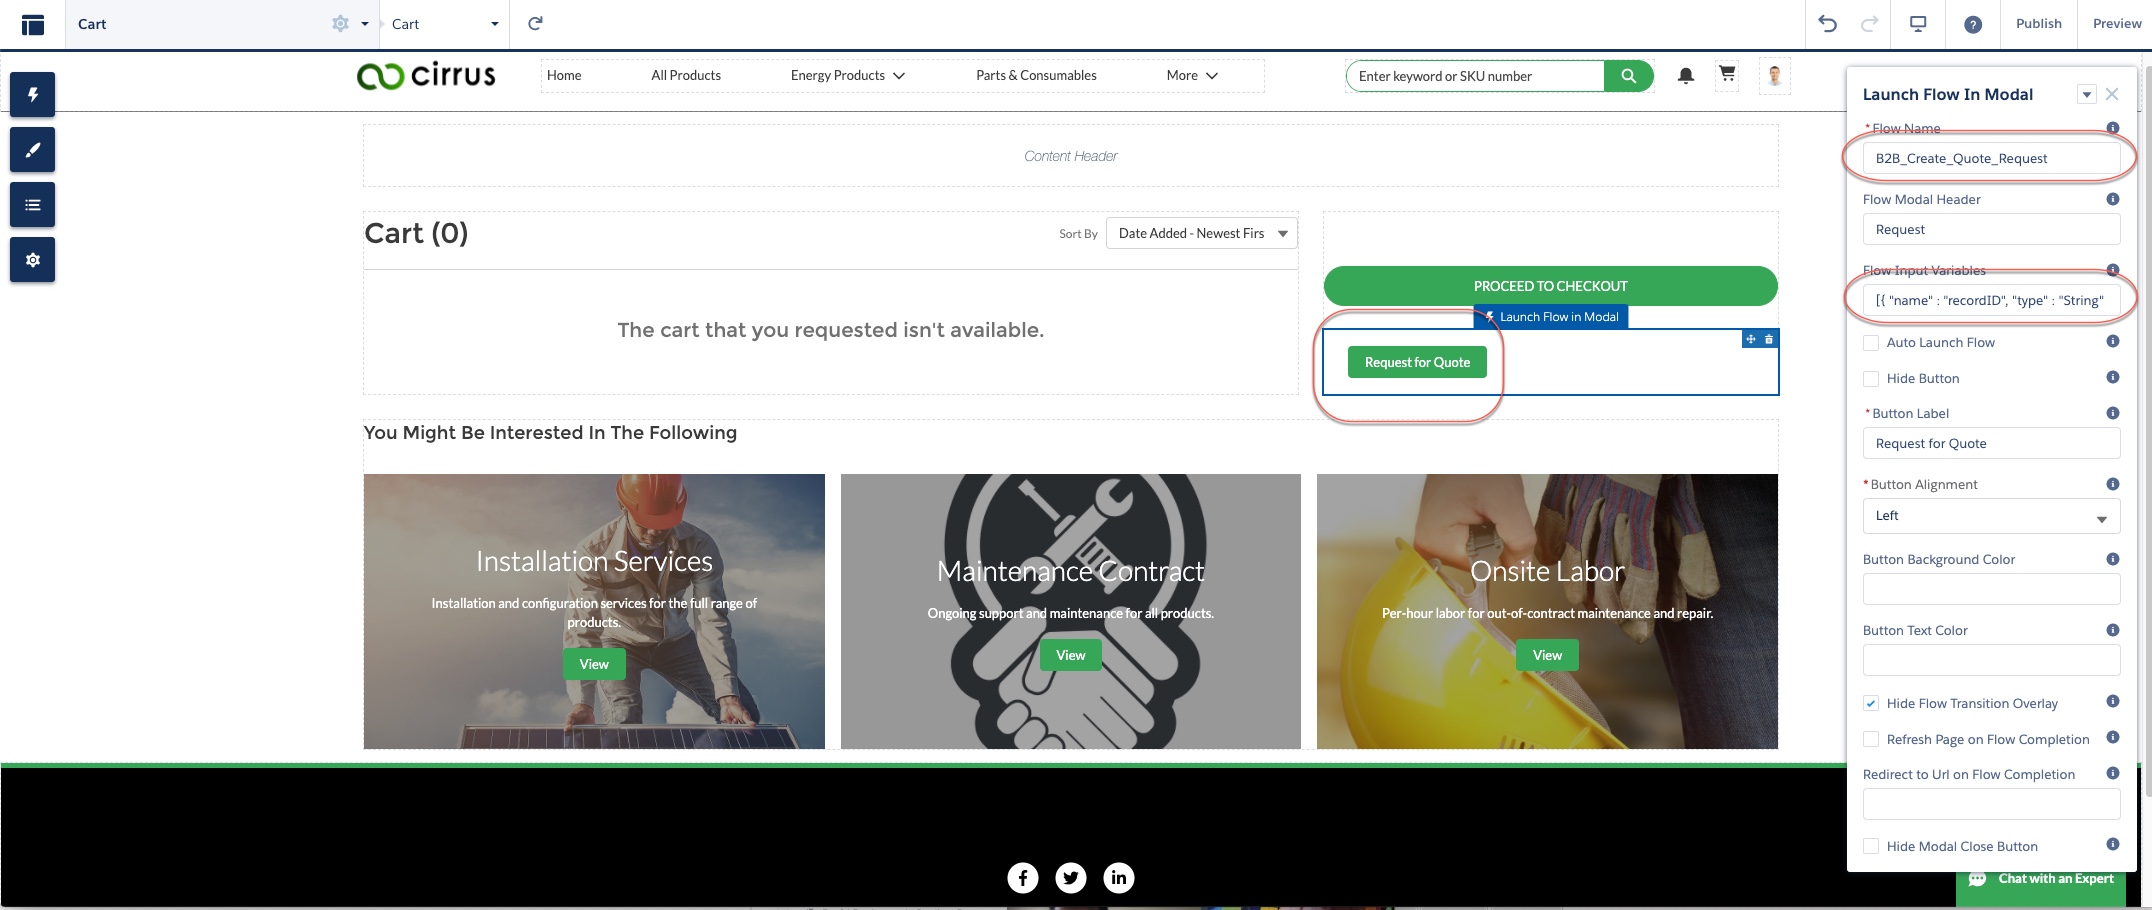 Cart
Cart
Publish
Preview
cirrus
Home
All Products
Energy Products
Parts & Consumables
More
Enter keyword or SKU number
Content Header
Cart (0)
Sort By
Date Added - Newest Firs
The cart that you requested isn't available.
PROCEED TO CHECKOUT
Launch Flow in Modal
Request for Quote
You Might Be Interested In The Following
Installation Services
Installation and configuration services for the full range of
products.
View
Maintenance Contract
Ongoing support and maintenance for all products.
View
Onsite Labor
Per-hour labor for out-of-contract maintenance and repair.
View
Launch Flow In Modal
* Flow Name
B2B_Create_Quote_Request
Flow Modal Header
Request
Flow Input Variables
[{ "name" : "recordID", "type" : "String"
Auto Launch Flow
Hide Button
* Button Label
Request for Quote
* Button Alignment
Left
Button Background Color
Button Text Color
Hide Flow Transition Overlay
Refresh Page on Flow Completion
Redirect to Url on Flow Completion
Hide Modal Close Button
Chat with an Expert